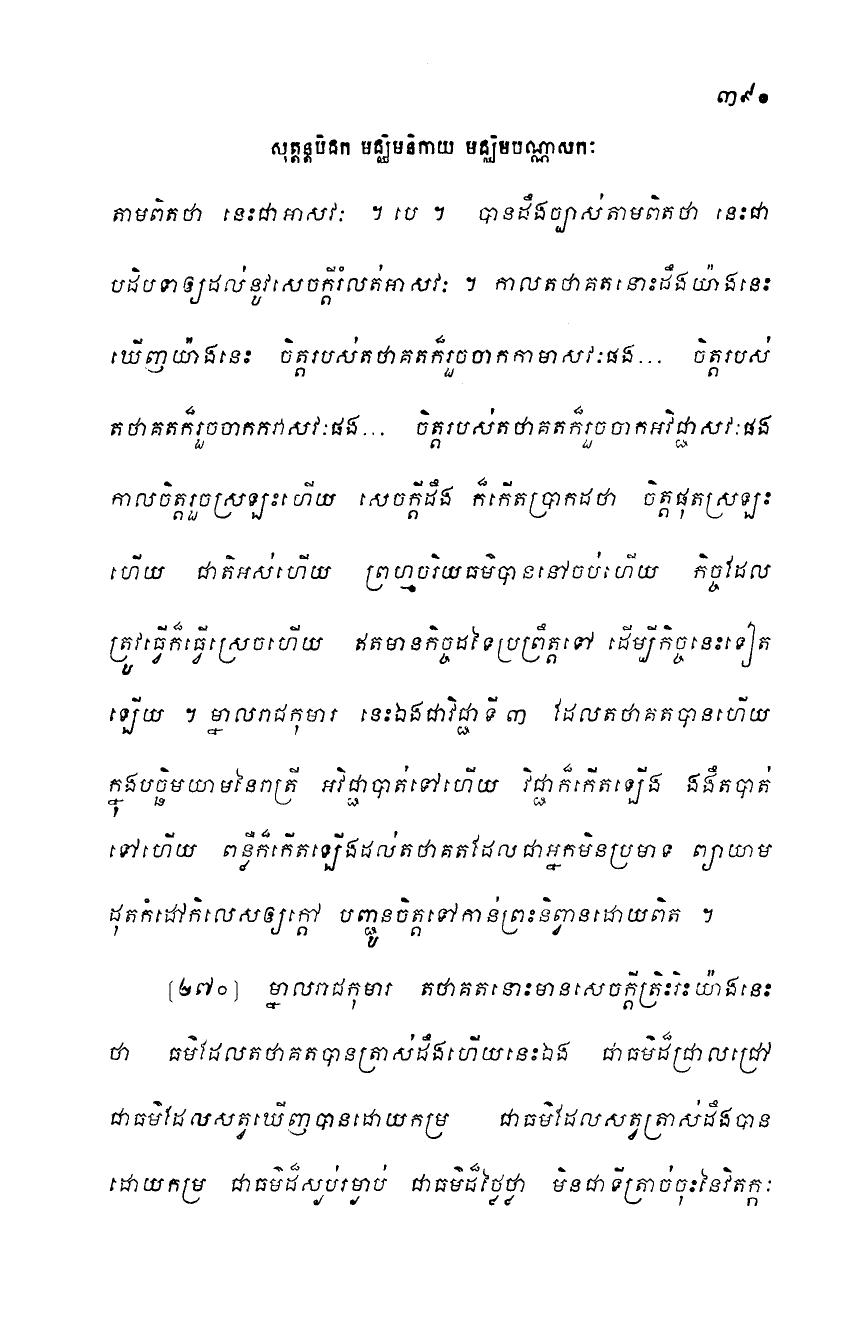 ៣៩០
សុត្តន្តបិដក មជ្ឈិមនិកាយ មជ្ឈិមបណ្ណាសកៈ
តាមពិតថា នេះជាអាសវៈ ។ បេ ។ បានដឹងច្បាស់តាមពិតថា នេះជា
បដិបទាឲ្យដល់នូវសេចក្តីរំលត់អាសវៈ ។ កាលតថាគតនោះដឹងយ៉ាងនេះ
ឃើញយ៉ាងនេះ ចិត្តរបស់តថាគតក៏រួចចាកកាមាសវៈផង... ចិត្តរបស់
តថាគតក៏រួចចាកភវាសវៈផង... ចិត្តរបស់តថាគតក៏រួចចាកអវិជ្ជាសវៈផង
កាលចិត្តរួចស្រឡះហើយ សេចក្តីដឹង ក៏កើតប្រាកដថា ចិត្តផុតស្រឡះ
ហើយ ជាតិអស់ហើយ ព្រហ្មចរិយធម៌បាននៅចប់ហើយ កិច្ចដែល
ត្រូវធ្វើក៏ធ្វើស្រេចហើយ ឥតមានកិច្ចដទៃប្រព្រឹត្តទៅ ដើម្បីកិច្ចនេះទៀត
ឡើយ ។ ម្នាលរាជកុមារ នេះឯងជាវិជ្ជាទី៣ ដែលតថាគតបានហើយ
ក្នុងបច្ឆិមយាមនៃរាត្រី អវិជ្ជាបាត់ទៅហើយ វិជ្ជាក៏កើតឡើង ងងឹតបាត់
ទៅហើយ ពន្លឺក៏កើតឡើងដល់តថាគតដែលជាអ្នកមិនប្រមាទ ព្យាយាម
ដុតកំដៅកិលេសឲ្យក្តៅ បញ្ជូនចិត្តទៅកាន់ព្រះនិព្វានដោយពិត ។
[២៧០] ម្នាលរាជកុមារ តថាគតនោះមានសេចក្តីត្រិះរិះយ៉ាងនេះ
ថា ធម៌ដែលតថាគតបានត្រាស់ដឹងហើយនេះឯង ជាធម៌ដ៏ជ្រាលជ្រៅ
ជាធម៌ដែលសត្វឃើញបានដោយកម្រ ជាធម៌ដែលសត្វត្រាស់ដឹងបាន
ដោយកម្រ ជាធម៌ដ៏ស្ងប់រម្ងាប់ ជាធម៌ដ៏ថ្លៃថ្លា មិនជាទីត្រាច់ចុះនៃវិតក្កៈ